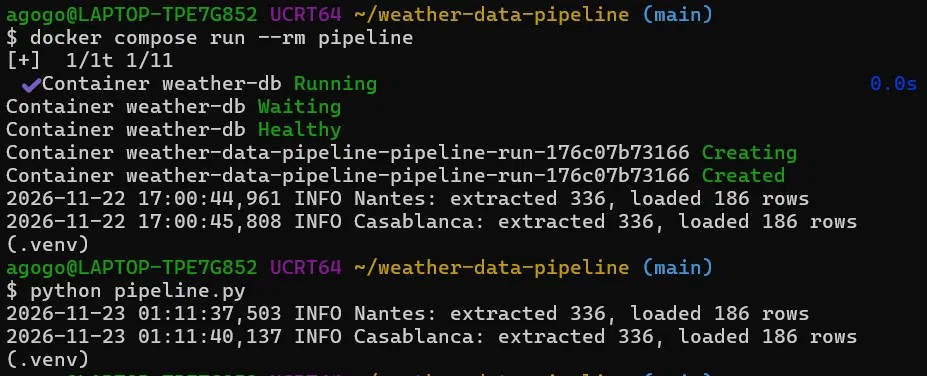 agogo@LAPTOP-TPE7G852 UCRT64 ~/weather-data-pipeline (main)
$ docker compose run --rm pipeline
[+]  1/1t 1/11
✔Container weather-db Running 0.0s
Container weather-db Waiting
Container weather-db Healthy
Container weather-data-pipeline-pipeline-run-176c07b73166 Creating
Container weather-data-pipeline-pipeline-run-176c07b73166 Created
2026-11-22 17:00:44,961 INFO Nantes: extracted 336, loaded 186 rows
2026-11-22 17:00:45,808 INFO Casablanca: extracted 336, loaded 186 rows
(.venv)
agogo@LAPTOP-TPE7G852 UCRT64 ~/weather-data-pipeline (main)
$ python pipeline.py
2026-11-23 01:11:37,503 INFO Nantes: extracted 336, loaded 186 rows
2026-11-23 01:11:40,137 INFO Casablanca: extracted 336, loaded 186 rows
(.venv)